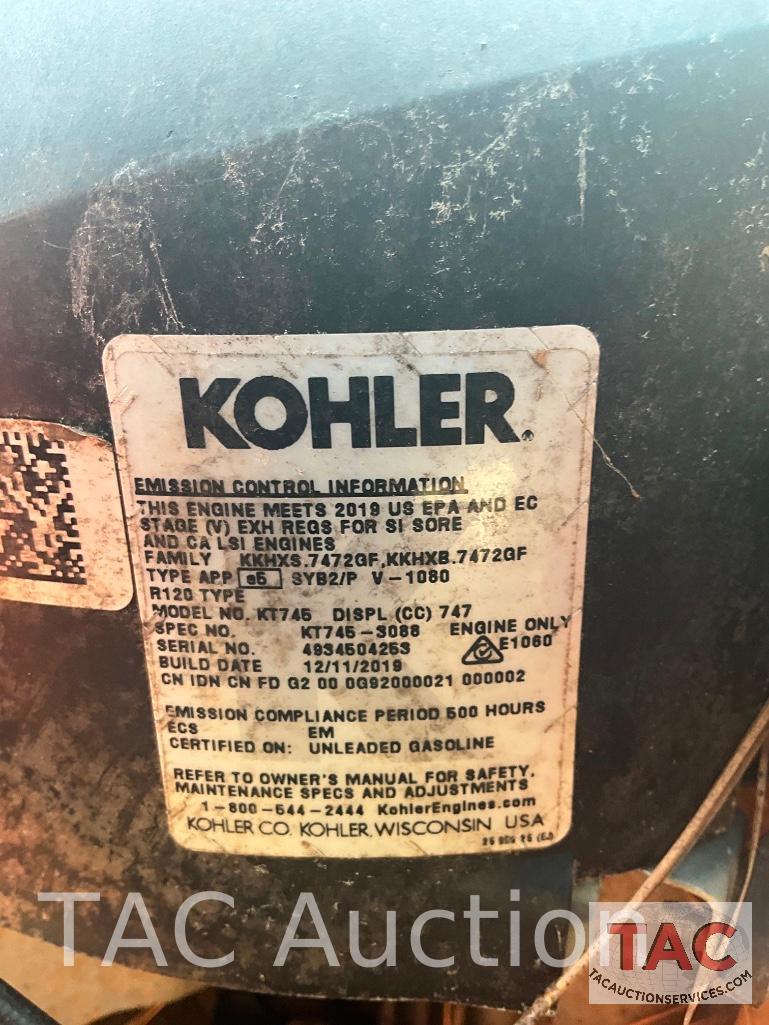 KOHLER
EMISSION CONTROL INFORMATION
THIS ENGINE MEETS 2019 US EPA AND EC
STAGE (V) EXH REGS FOR SI SORE
AND CA LSI ENGINES
FAMILY KKHXS.7472GF,KKHXB.7472GF
TYPE APP e5 SYB2/P V-1080
R120 TYPE
MODEL NO. KT745 DISPL (CC) 747
SPEC NO. KT745-3088 ENGINE ONLY
SERIAL NO. 4934504253 E1060
BUILD DATE 12/11/2019
CN IDN CN FD G2 00 0G92000021 000002
EMISSION COMPLIANCE PERIOD 500 HOURS
ECS EM
CERTIFIED ON: UNLEADED GASOLINE
REFER TO OWNER'S MANUAL FOR SAFETY,
MAINTENANCE SPECS AND ADJUSTMENTS
1-800-544-2444 KohlerEngines.com
KOHLER CO. KOHLER, WISCONSIN USA
TAC Auction
TAC
TACAUCTIONSERVICES.COM